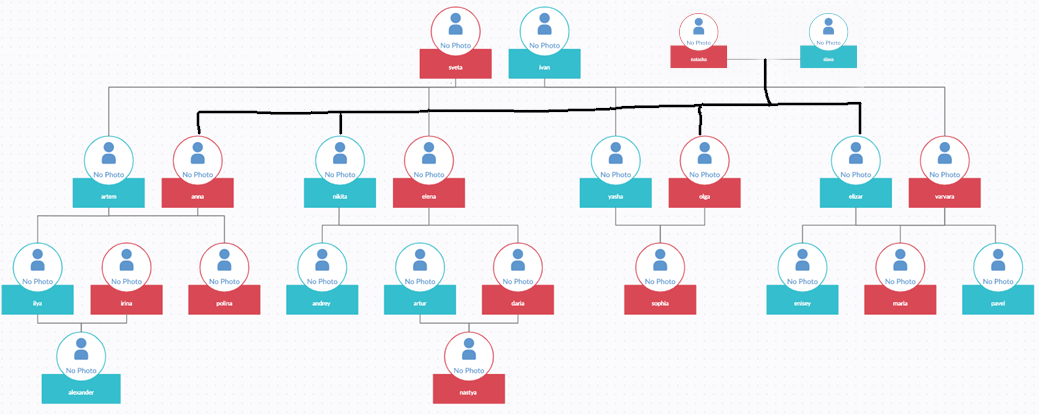 No Photo No Photo No Photo No Photo
sveta ivan natasha slava
No Photo No Photo No Photo No Photo No Photo No Photo No Photo No Photo
artem anna nikita elena yasha olga elizar varvara
No Photo No Photo No Photo No Photo No Photo No Photo No Photo No Photo No Photo No Photo
ilya irina polina andrey artur daria sophia emisey maria pavel
No Photo No Photo
alexander nastya